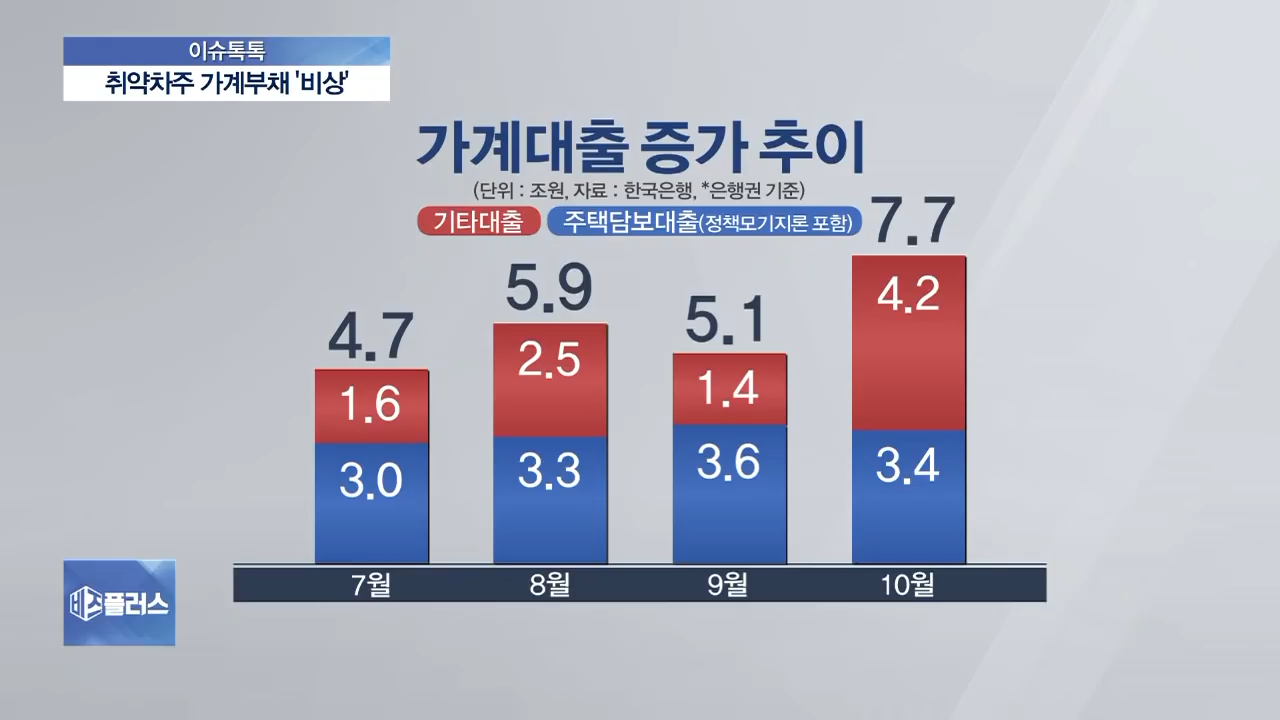 이슈톡톡
취약차주 가계부채 '비상'
가계대출 증가 추이
(단위 : 조원, 자료 : 한국은행, *은행권 기준)
기타대출 주택담보대출(정책모기지론 포함)
4.7 5.9 5.1 7.7
1.6 2.5 1.4 4.2
3.0 3.3 3.6 3.4
7월 8월 9월 10월
비즈플러스